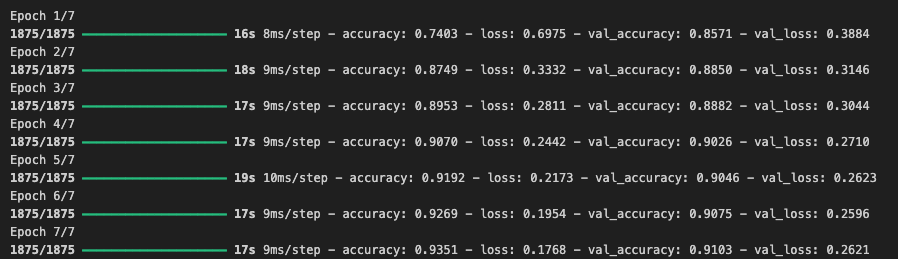 Epoch 1/7
1875/1875 ━━━━━━━━━━━━━━━━━━━━ 16s 8ms/step - accuracy: 0.7403 - loss: 0.6975 - val_accuracy: 0.8571 - val_loss: 0.3884
Epoch 2/7
1875/1875 ━━━━━━━━━━━━━━━━━━━━ 18s 9ms/step - accuracy: 0.8749 - loss: 0.3332 - val_accuracy: 0.8850 - val_loss: 0.3146
Epoch 3/7
1875/1875 ━━━━━━━━━━━━━━━━━━━━ 17s 9ms/step - accuracy: 0.8953 - loss: 0.2811 - val_accuracy: 0.8882 - val_loss: 0.3044
Epoch 4/7
1875/1875 ━━━━━━━━━━━━━━━━━━━━ 17s 9ms/step - accuracy: 0.9070 - loss: 0.2442 - val_accuracy: 0.9026 - val_loss: 0.2710
Epoch 5/7
1875/1875 ━━━━━━━━━━━━━━━━━━━━ 19s 10ms/step - accuracy: 0.9192 - loss: 0.2173 - val_accuracy: 0.9046 - val_loss: 0.2623
Epoch 6/7
1875/1875 ━━━━━━━━━━━━━━━━━━━━ 17s 9ms/step - accuracy: 0.9269 - loss: 0.1954 - val_accuracy: 0.9075 - val_loss: 0.2596
Epoch 7/7
1875/1875 ━━━━━━━━━━━━━━━━━━━━ 17s 9ms/step - accuracy: 0.9351 - loss: 0.1768 - val_accuracy: 0.9103 - val_loss: 0.2621